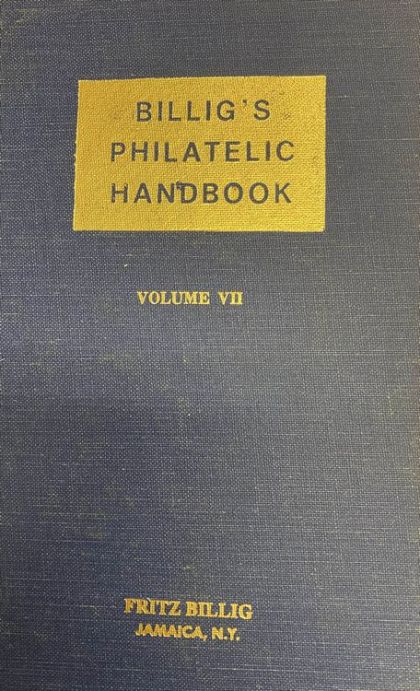 BILLIG'S
PHILATELIC
HANDBOOK
VOLUME VII
FRITZ BILLIG
JAMAICA, N.Y.